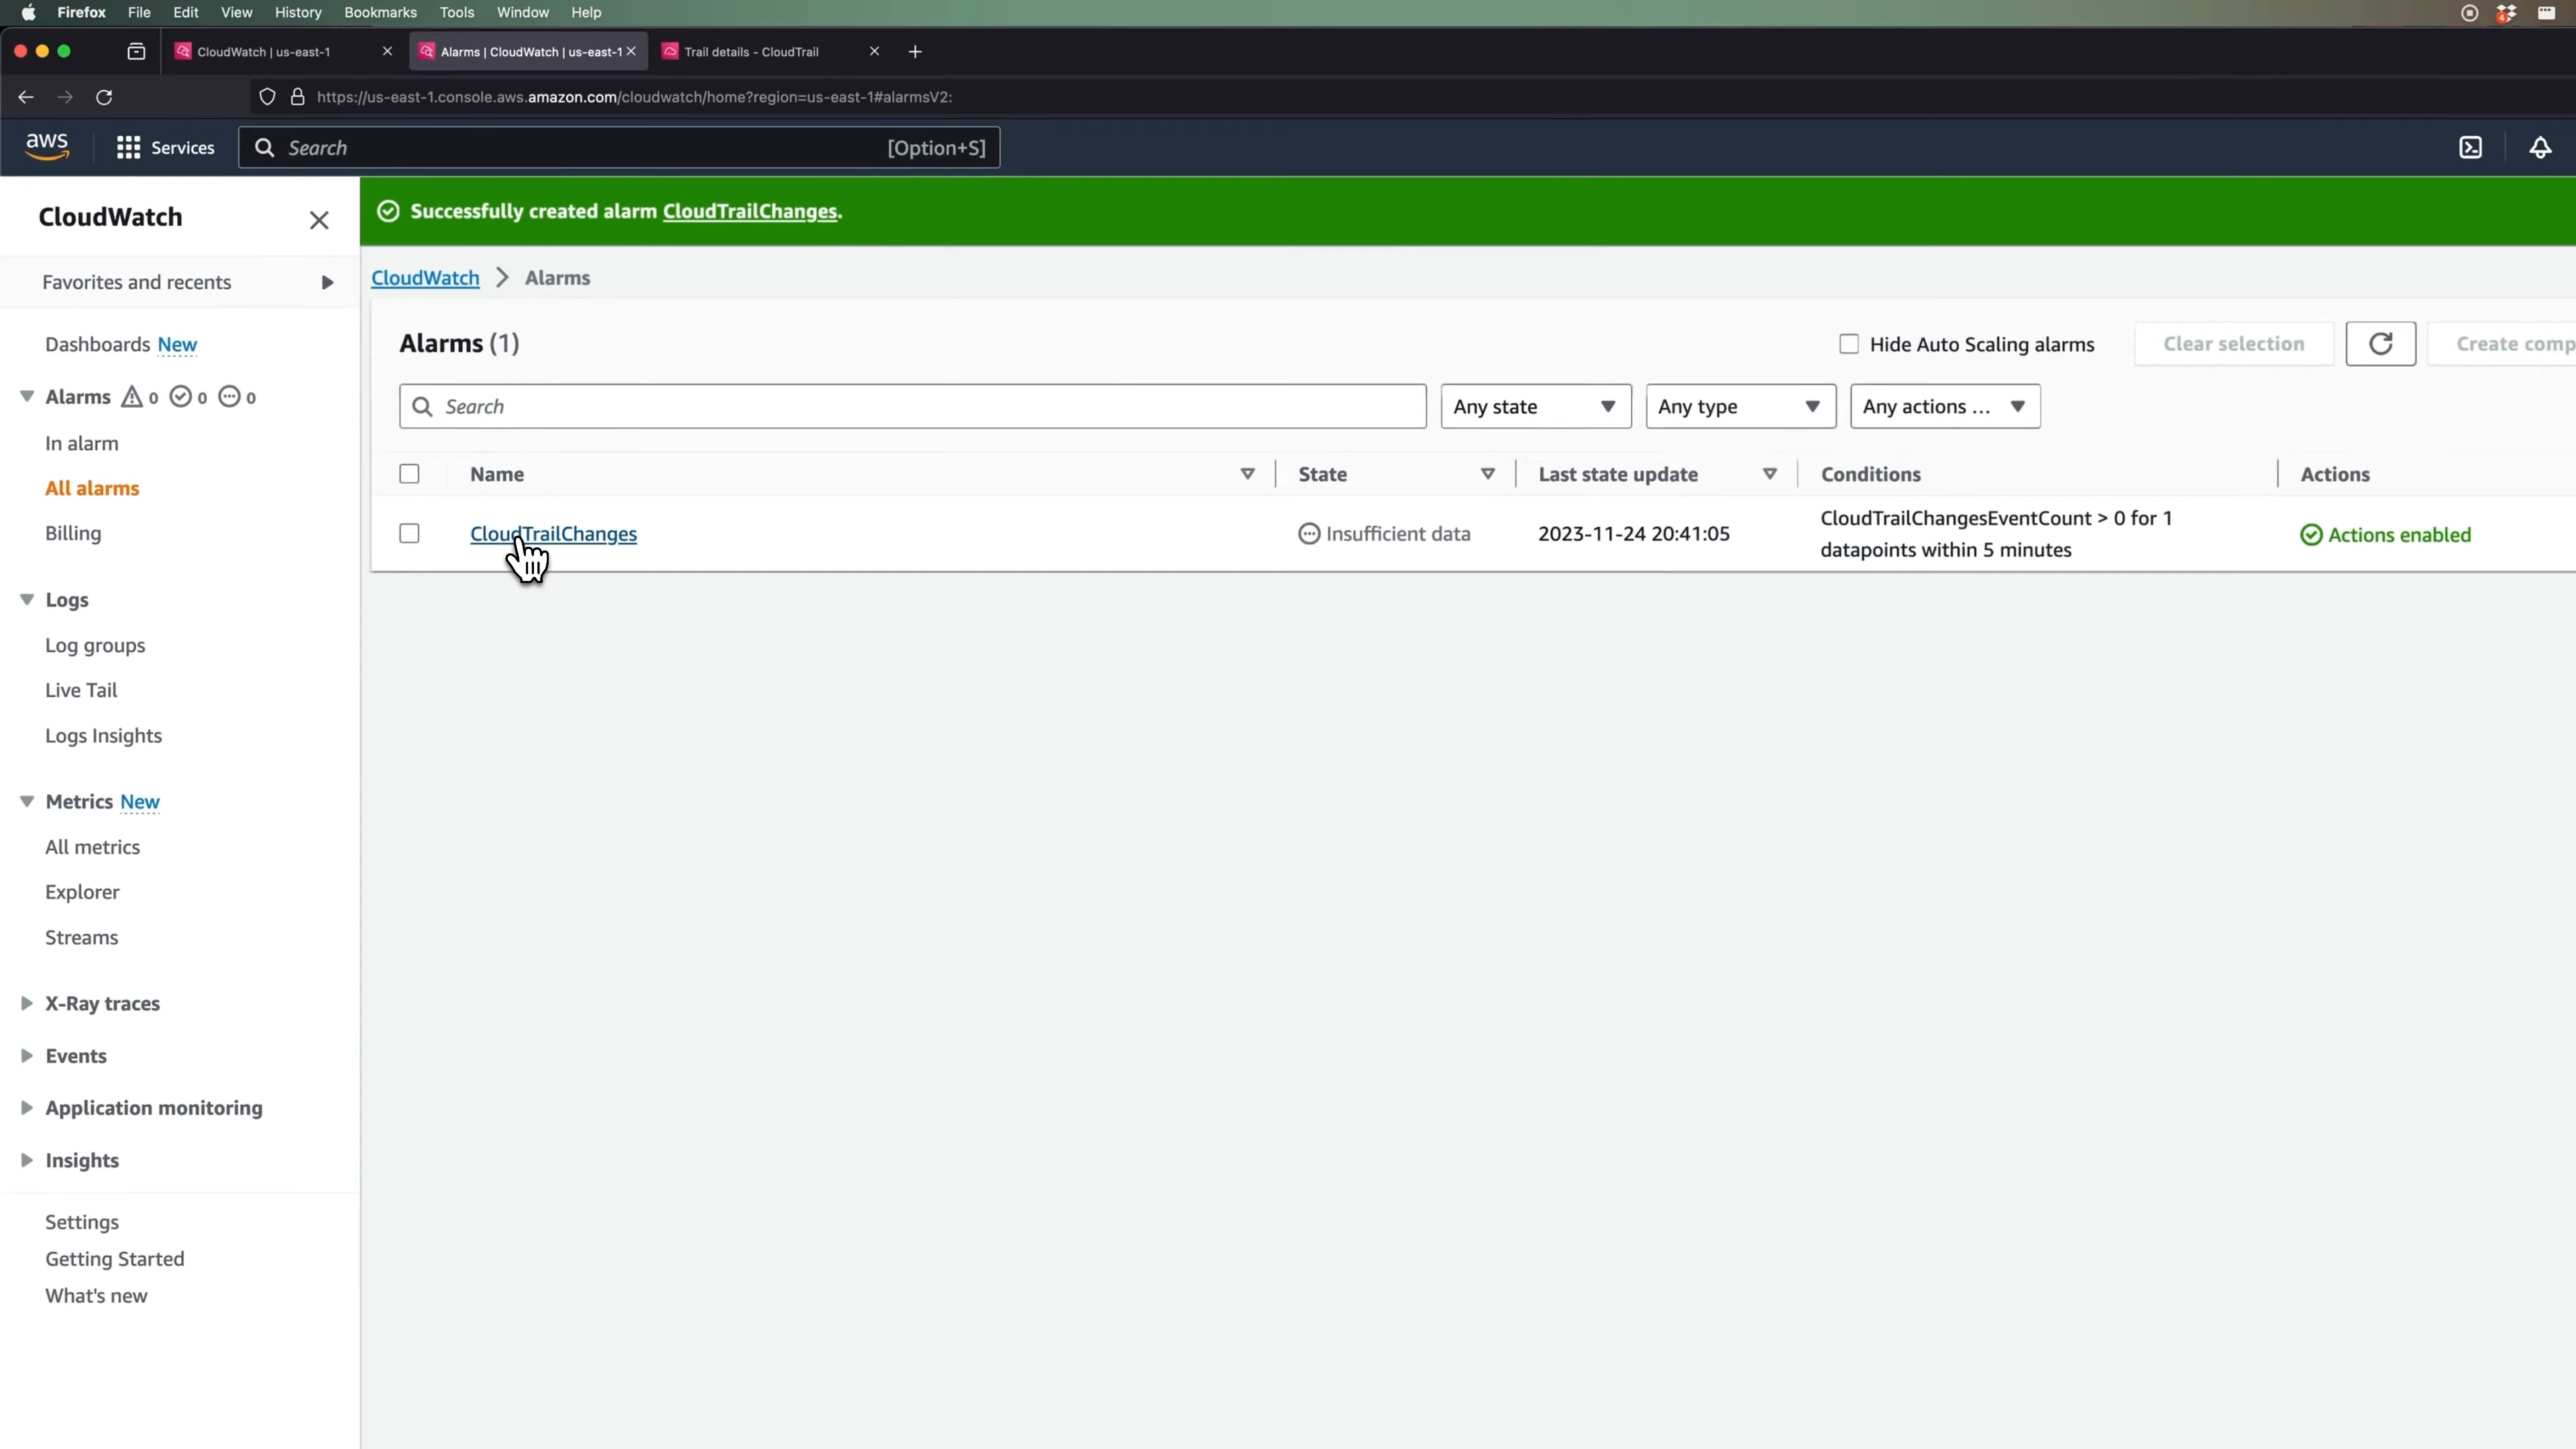 Firefox File Edit View History Bookmarks Tools Window Help
4
CloudWatch | us-east-1
Alarms | CloudWatch | us-east-1
Trail details - CloudTrail
https://us-east-1.console.aws.amazon.com/cloudwatch/home?region=us-east-1#alarmsV2:
aws Services Search [Option+S]
CloudWatch
Favorites and recents
Dashboards New
Alarms 0 0 0
In alarm
All alarms
Billing
Logs
Log groups
Live Tail
Logs Insights
Metrics New
All metrics
Explorer
Streams
X-Ray traces
Events
Application monitoring
Insights
Settings
Getting Started
What's new
Successfully created alarm CloudTrailChanges.
CloudWatch Alarms
Alarms (1)
Hide Auto Scaling alarms Clear selection Create comp
Search Any state Any type Any actions ...
Name State Last state update Conditions Actions
CloudTrailChanges Insufficient data 2023-11-24 20:41:05 CloudTrailChangesEventCount > 0 for 1
datapoints within 5 minutes
Actions enabled